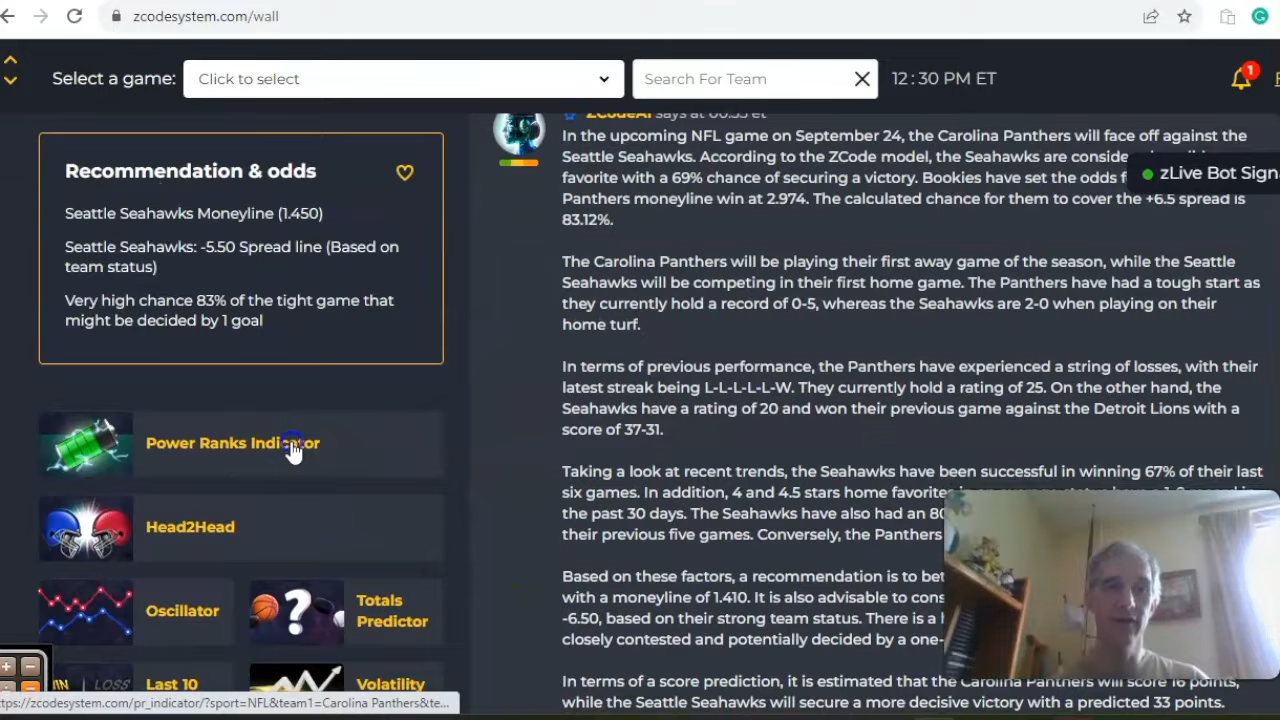 zcodesystem.com/wall
Select a game: Click to select Search For Team 12:30 PM ET 1
Recommendation & odds
Seattle Seahawks Moneyline (1.450)
Seattle Seahawks: -5.50 Spread line (Based on
team status)
Very high chance 83% of the tight game that
might be decided by 1 goal
Power Ranks Indicator
Head2Head
Oscillator
Totals
Predictor
Last 10
Volatility
WIN LOSS
ZCodeAI says at 00:55 et
In the upcoming NFL game on September 24, the Carolina Panthers will face off against the
Seattle Seahawks. According to the ZCode model, the Seahawks are
favorite with a 69% chance of securing a victory. Bookies have set the odds
Panthers moneyline win at 2.974. The calculated chance for them to cover the +6.5 spread is
83.12%.
zLive Bot Sign
The Carolina Panthers will be playing their first away game of the season, while the Seattle
Seahawks will be competing in their first home game. The Panthers have had a tough start as
they currently hold a record of 0-5, whereas the Seahawks are 2-0 when playing on their
home turf.
In terms of previous performance, the Panthers have experienced a string of losses, with their
latest streak being L-L-L-L-L-W. They currently hold a rating of 25. On the other hand, the
Seahawks have a rating of 20 and won their previous game against the Detroit Lions with a
score of 37-31.
Taking a look at recent trends, the Seahawks have been successful in winning 67% of their last
six games. In addition, 4 and 4.5 stars home favorites
the past 30 days. The Seahawks have also had an 80
their previous five games. Conversely, the Panthers
Based on these factors, a recommendation is to bet
with a moneyline of 1.410. It is also advisable to cons
-6.50, based on their strong team status. There is a h
closely contested and potentially decided by a one-
In terms of a score prediction, it is estimated that the Carolina Panthers will score 16 points,
while the Seattle Seahawks will secure a more decisive victory with a predicted 33 points.
ttps://zcodesystem.com/pr_indicator/?sport=NFL&team1=Carolina Panthers&te...